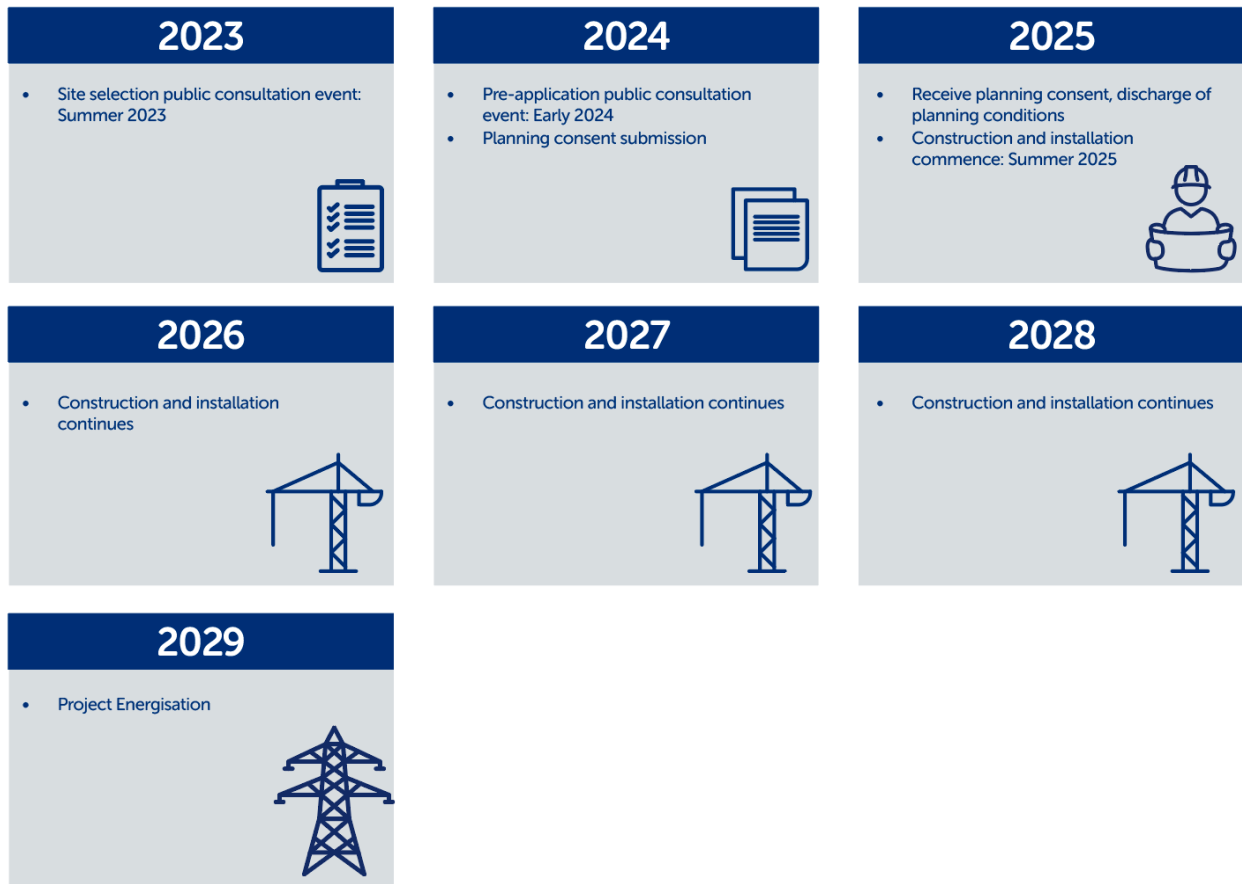 2023
• Site selection public consultation event:
Summer 2023
2024
• Pre-application public consultation
event: Early 2024
• Planning consent submission
2025
• Receive planning consent, discharge of
planning conditions
• Construction and installation
commence: Summer 2025
2026
• Construction and installation
continues
2027
• Construction and installation continues
2028
• Construction and installation continues
2029
• Project Energisation